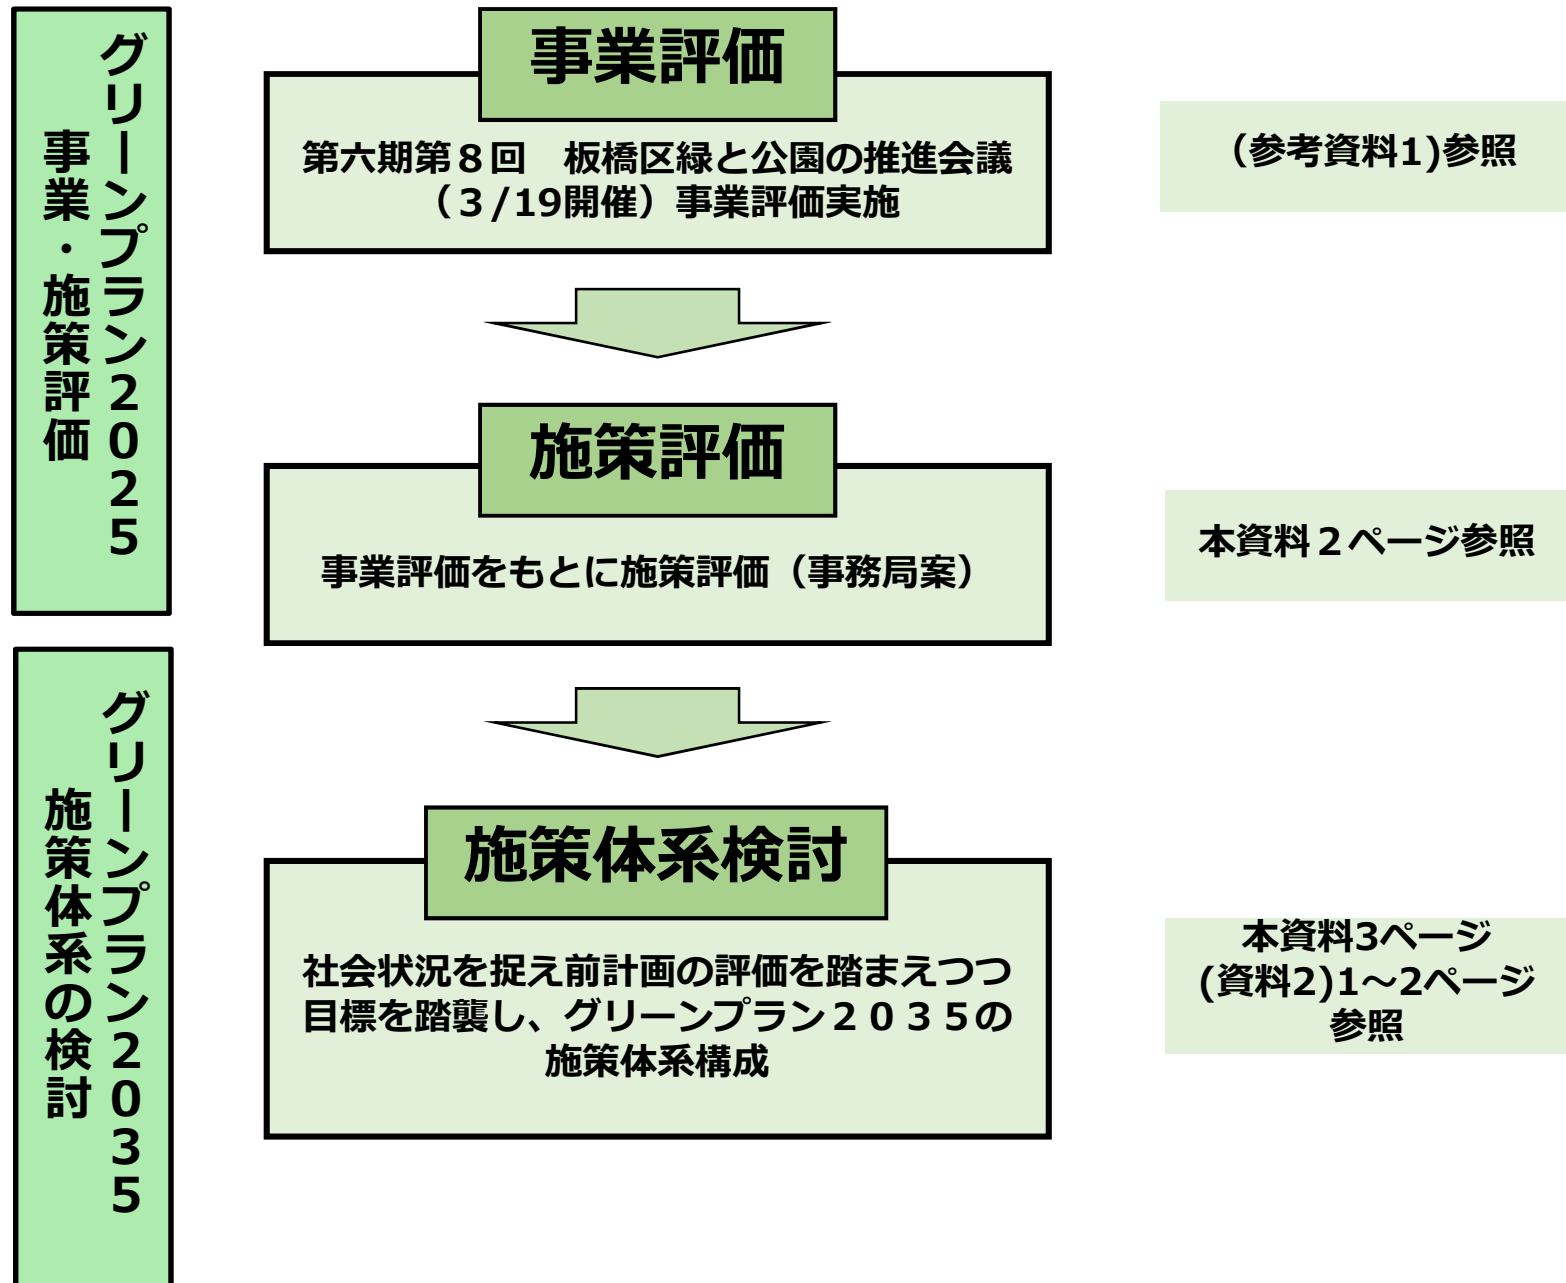 グリーンプラン２０２５
事業・施策評価
事業評価
第六期第８回　板橋区緑と公園の推進会議
（３/19開催）事業評価実施
（参考資料1)参照
施策評価
事業評価をもとに施策評価（事務局案）
本資料２ページ参照
グリーンプラン２０３５
施策体系の検討
施策体系検討
社会状況を捉え前計画の評価を踏まえつつ
目標を踏襲し、グリーンプラン２０３５の
施策体系構成
本資料3ページ
(資料2)1～2ページ
参照